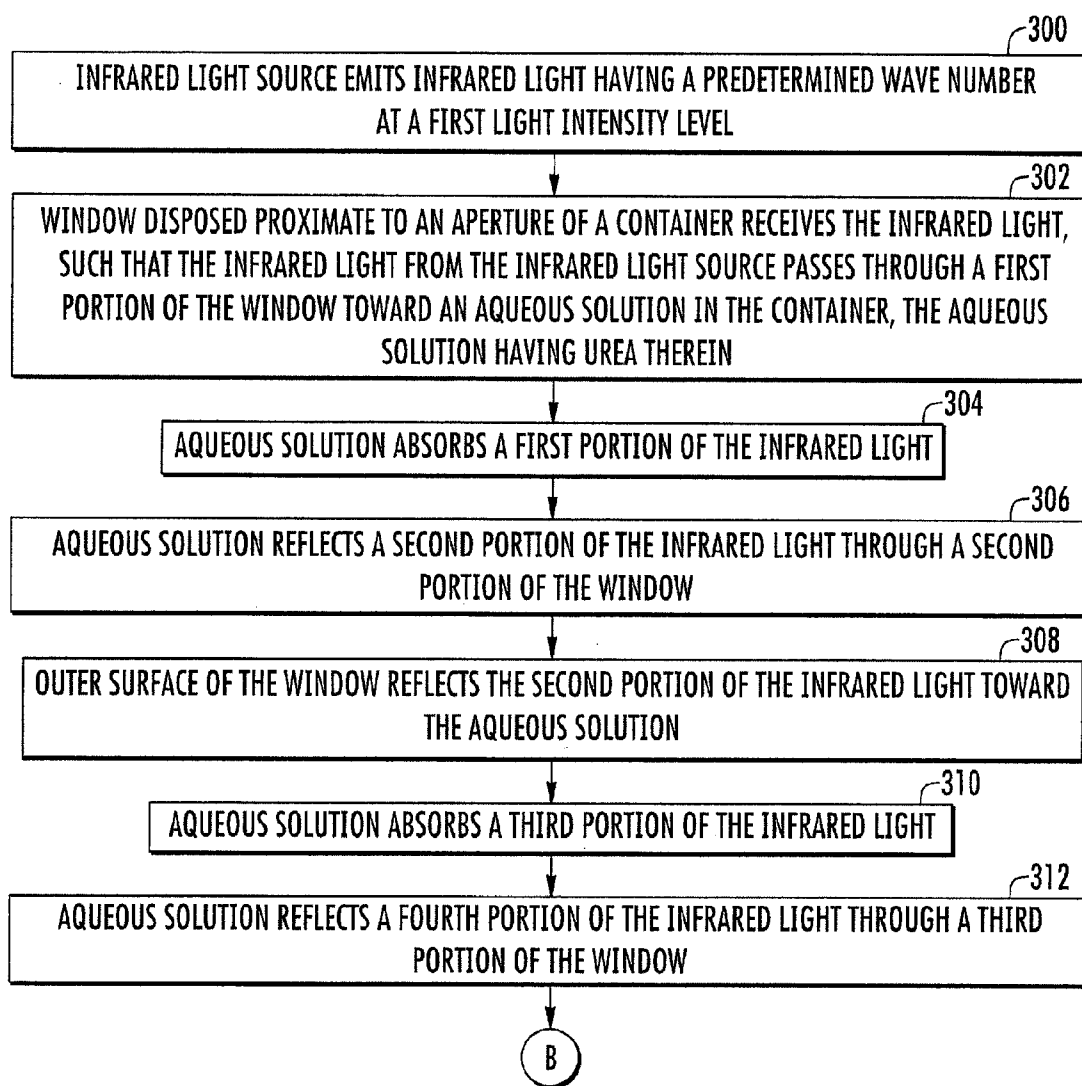 300
INFRARED LIGHT SOURCE EMITS INFRARED LIGHT HAVING A PREDETERMINED WAVE NUMBER
AT A FIRST LIGHT INTENSITY LEVEL
302
WINDOW DISPOSED PROXIMATE TO AN APERTURE OF A CONTAINER RECEIVES THE INFRARED LIGHT,
SUCH THAT THE INFRARED LIGHT FROM THE INFRARED LIGHT SOURCE PASSES THROUGH A FIRST
PORTION OF THE WINDOW TOWARD AN AQUEOUS SOLUTION IN THE CONTAINER, THE AQUEOUS
SOLUTION HAVING UREA THEREIN
304
AQUEOUS SOLUTION ABSORBS A FIRST PORTION OF THE INFRARED LIGHT
306
AQUEOUS SOLUTION REFLECTS A SECOND PORTION OF THE INFRARED LIGHT THROUGH A SECOND
PORTION OF THE WINDOW
308
OUTER SURFACE OF THE WINDOW REFLECTS THE SECOND PORTION OF THE INFRARED LIGHT TOWARD
THE AQUEOUS SOLUTION
310
AQUEOUS SOLUTION ABSORBS A THIRD PORTION OF THE INFRARED LIGHT
312
AQUEOUS SOLUTION REFLECTS A FOURTH PORTION OF THE INFRARED LIGHT THROUGH A THIRD
PORTION OF THE WINDOW
B